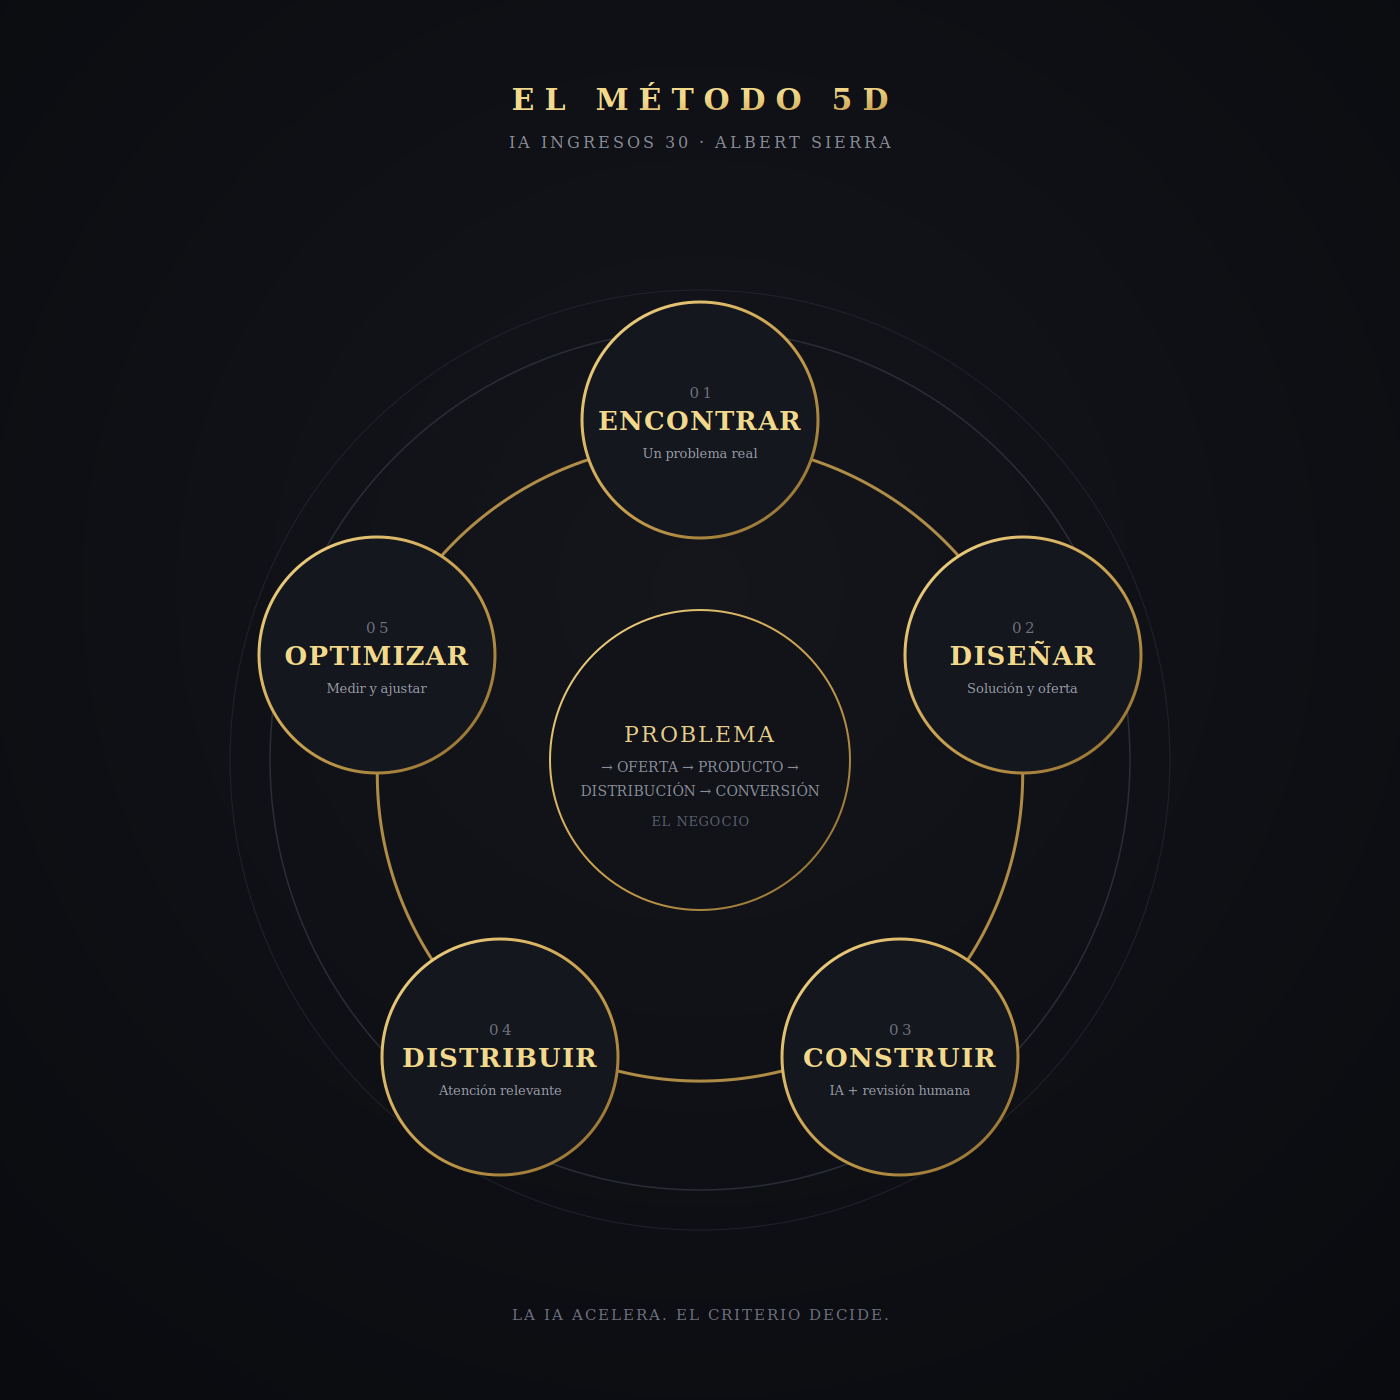 EL MÉTODO 5D
IA INGRESOS 30 · ALBERT SIERRA
01
ENCONTRAR
Un problema real
02
DISEÑAR
Solución y oferta
03
CONSTRUIR
IA + revisión humana
04
DISTRIBUIR
Atención relevante
05
OPTIMIZAR
Medir y ajustar
PROBLEMA
→ OFERTA → PRODUCTO →
DISTRIBUCIÓN → CONVERSIÓN
EL NEGOCIO
LA IA ACELERA. EL CRITERIO DECIDE.